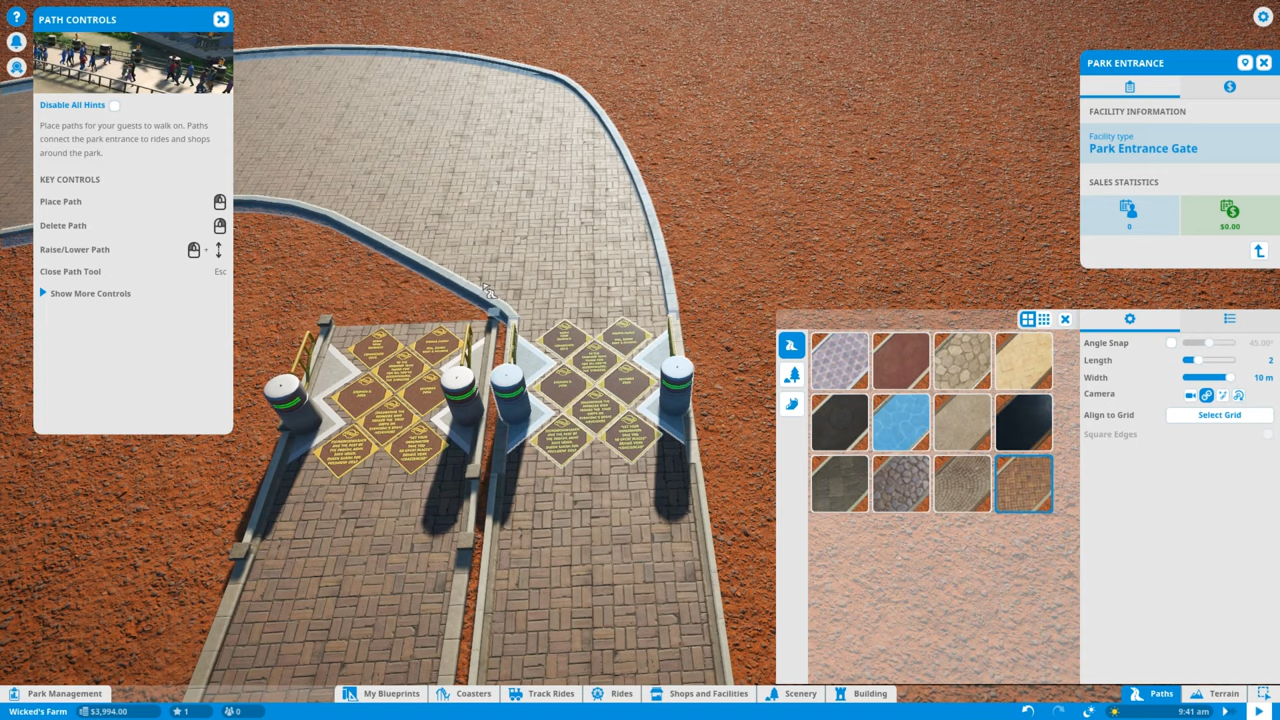 PATH CONTROLS
Disable All Hints
Place paths for your guests to walk on. Paths
connect the park entrance to rides and shops
around the park.
KEY CONTROLS
Place Path
Delete Path
Raise/Lower Path
+
Close Path Tool
Esc
Show More Controls
PARK ENTRANCE
FACILITY INFORMATION
Facility type
Park Entrance Gate
SALES STATISTICS
0
$0.00
Angle Snap
45.00°
Length
2
Width
10 m
Camera
Align to Grid
Select Grid
Square Edges
Park Management
My Blueprints
Coasters
Track Rides
Rides
Shops and Facilities
Scenery
Building
Paths
Terrain
Wicked's Farm
$3,994.00
1
0
9:41 am